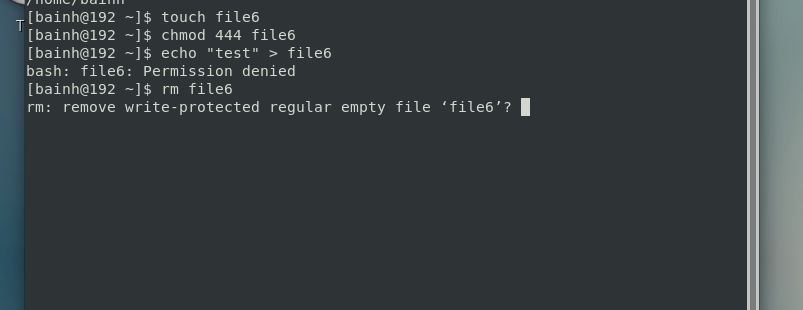 /home/bainh
[bainh@192 ~]$ touch file6
[bainh@192 ~]$ chmod 444 file6
[bainh@192 ~]$ echo "test" > file6
bash: file6: Permission denied
[bainh@192 ~]$ rm file6
rm: remove write-protected regular empty file ‘file6’?
T